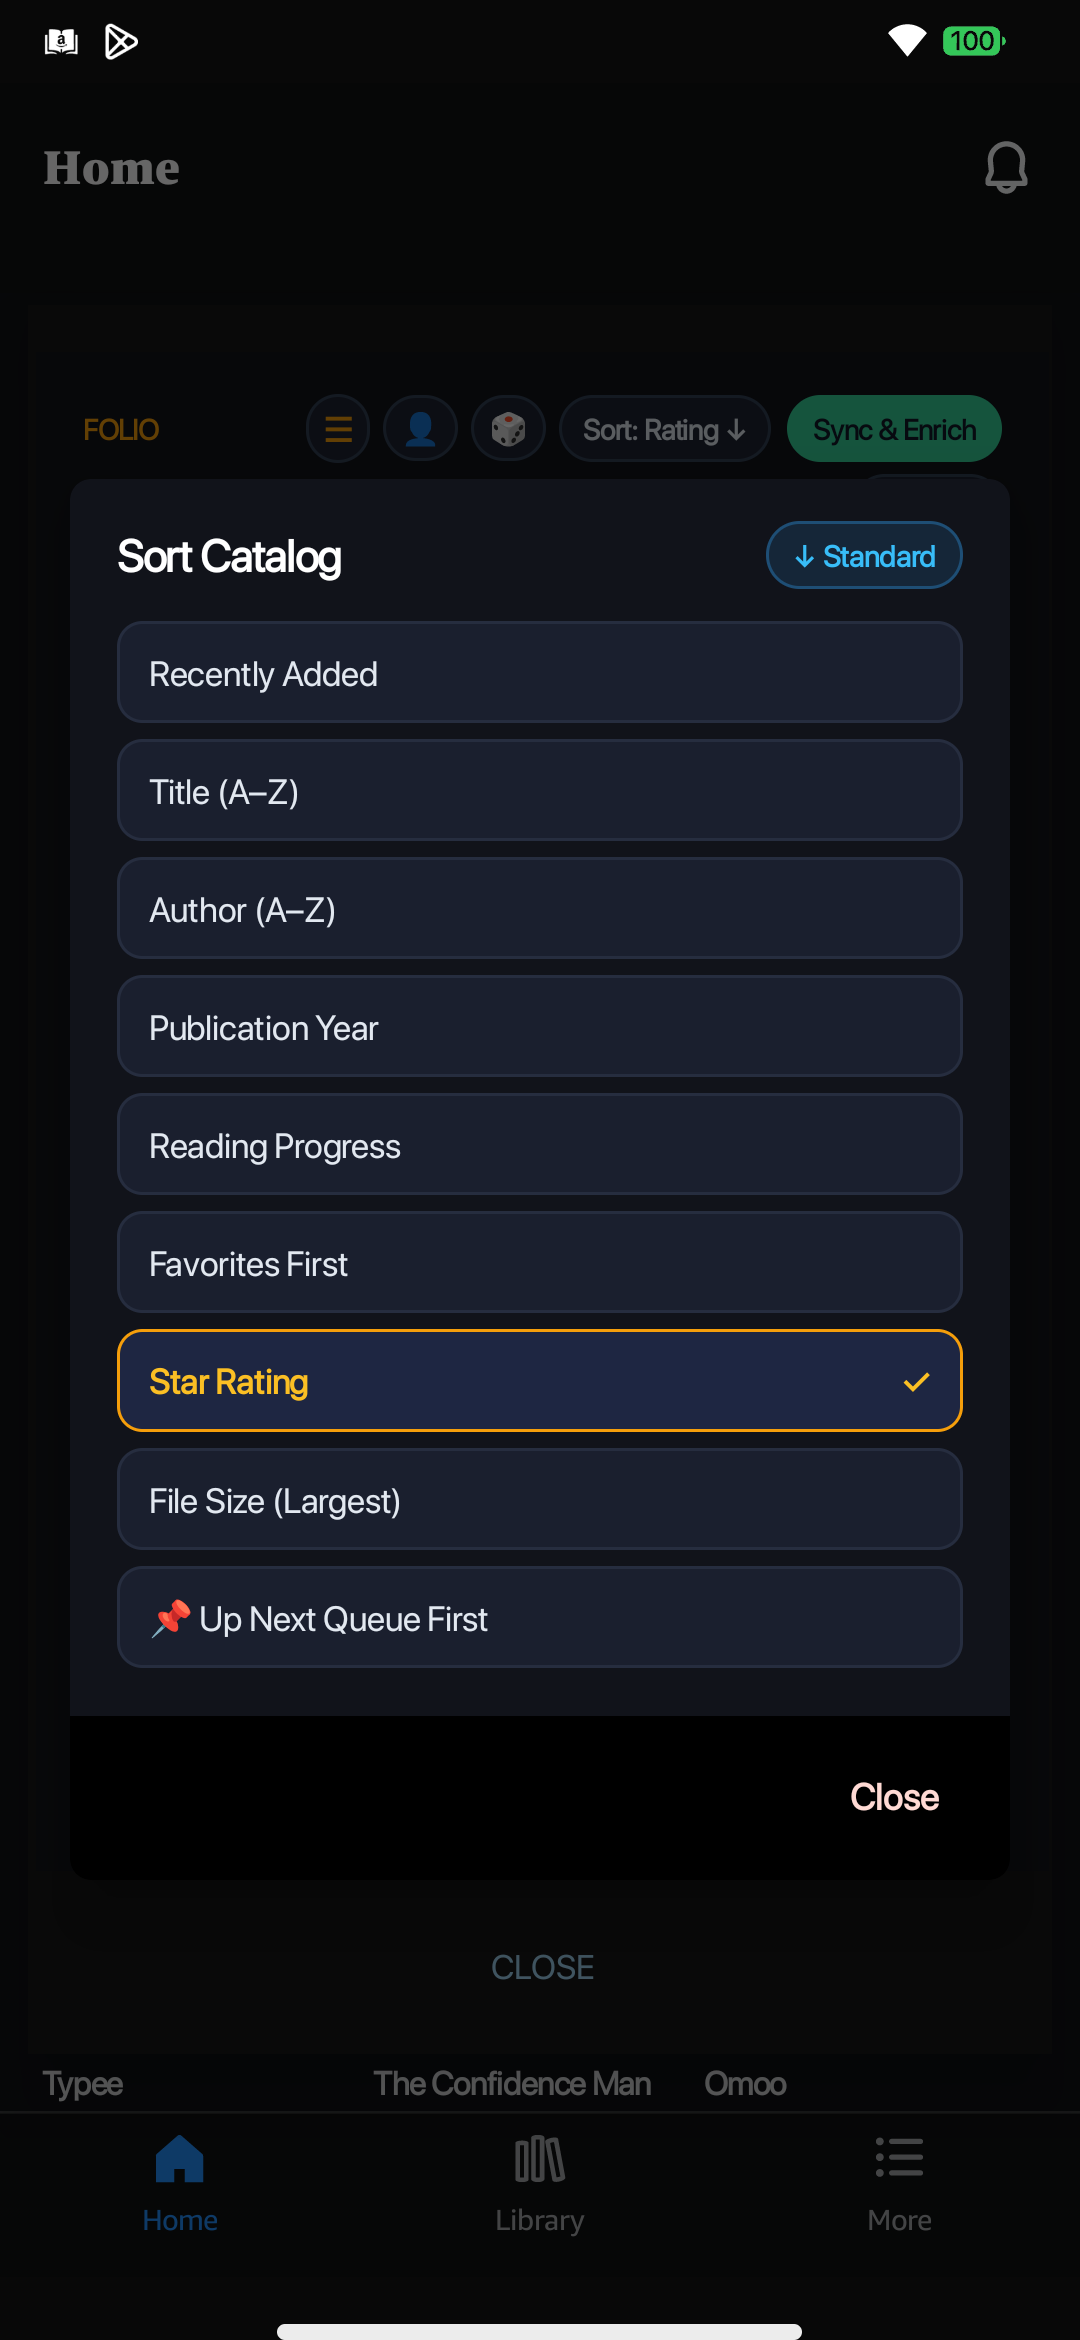 100
Home
FOLIO
Sort: Rating ↓
Sync & Enrich
Sort Catalog
↓ Standard
Recently Added
Title (A–Z)
Author (A–Z)
Publication Year
Reading Progress
Favorites First
Star Rating ✓
File Size (Largest)
📌 Up Next Queue First
Close
CLOSE
Typee
The Confidence Man
Omoo
Home
Library
More